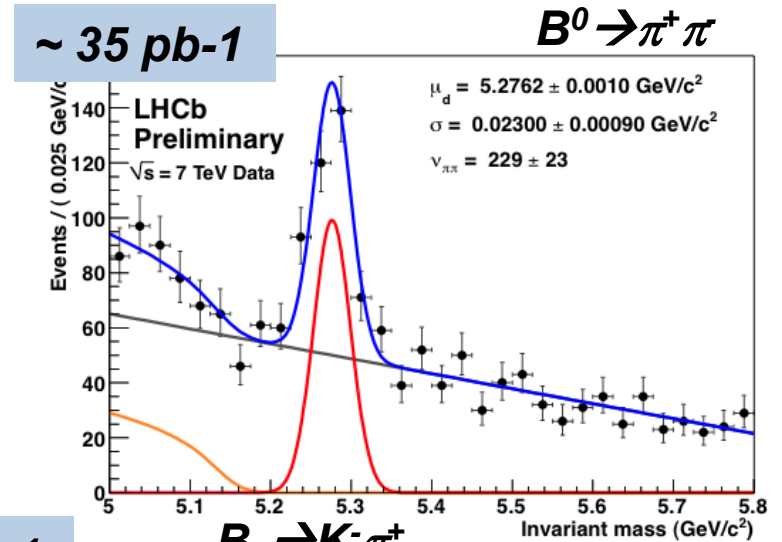 ~ 35 pb-1
B⁰→π⁺π⁻
LHCb
Preliminary
√s = 7 TeV Data
μ_d = 5.2762 ± 0.0010 GeV/c²
σ = 0.02300 ± 0.00090 GeV/c²
ν_ππ = 229 ± 23
Events / ( 0.025 GeV/c
140
120
100
80
60
40
20
0
5 5.1 5.2 5.3 5.4 5.5 5.6 5.7 5.8
Invariant mass (GeV/c²)
→K⁻π⁺